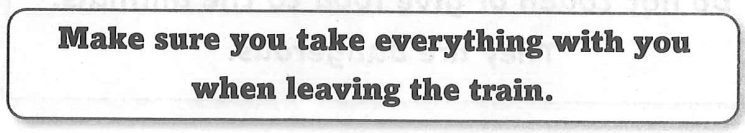 Make sure you take everything with you
when leaving the train.